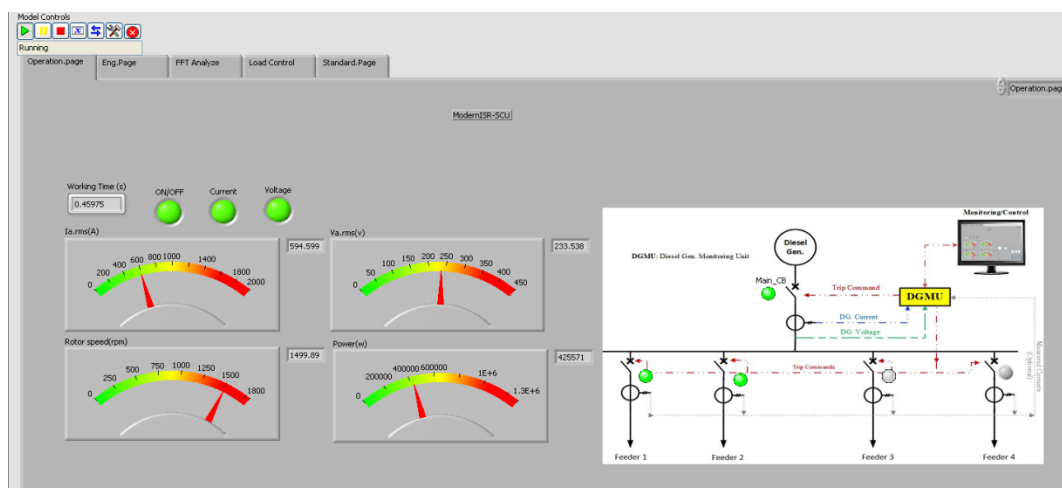 Model Controls
Running
Operation.page Eng.Page FFT Analyze Load Control Standard.Page
Operation.pag
ModernISR-SCU
Working Time (s) ON/OFF Current Voltage
0.45975
Ia.rms(A) 594.599
0 200 400 600 800 1000 1400 1800 2000
Va.rms(v) 233.538
0 50 100 150 200 250 300 350 400 450
Rotor speed(rpm) 1499.89
0 250 500 750 1000 1250 1500 1800
Power(w) 425571
0 200000 400000 600000 1E+6 1.3E+6
Monitoring/Control
Diesel
Gen.
DGMU: Diesel Gen. Monitoring Unit
Main_CB
Trip Command
DGMU
DG. Current
DG. Voltage
Trip Commands
Measured Currents
(Optional)
Feeder 1 Feeder 2 Feeder 3 Feeder 4